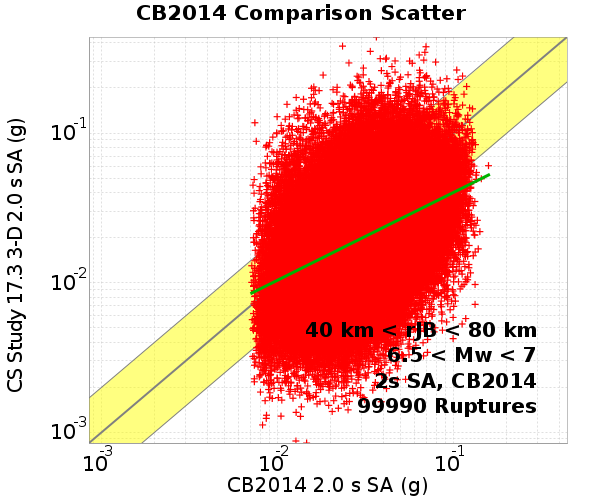 CB2014 Comparison Scatter
CS Study 17.3 3-D 2.0 s SA (g)
10-1
10-2
10-3
40 km < rJB < 80 km
6.5 < Mw < 7
2s SA, CB2014
99990 Ruptures
10-3 10-2 10-1
CB2014 2.0 s SA (g)